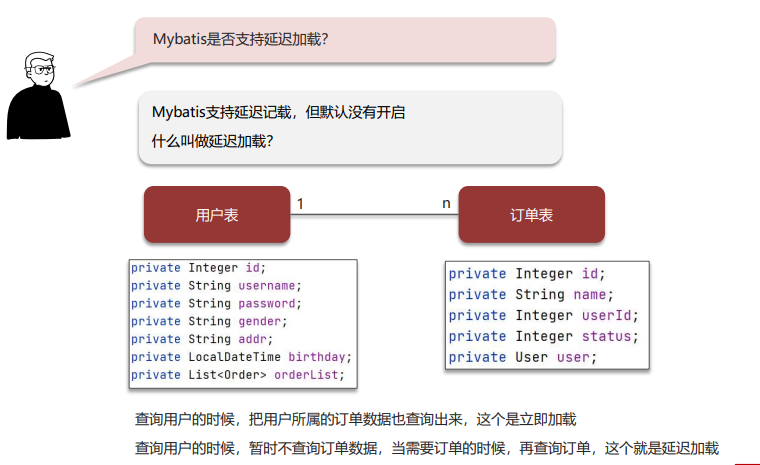 Mybatis是否支持延迟加载？
Mybatis支持延迟记载，但默认没有开启
什么叫做延迟加载？
用户表
1
n
订单表
private Integer id;
private String username;
private String password;
private String gender;
private String addr;
private LocalDateTime birthday;
private List<Order> orderList;
private Integer id;
private String name;
private Integer userId;
private Integer status;
private User user;
查询用户的时候，把用户所属的订单数据也查询出来，这个是立即加载
查询用户的时候，暂时不查询订单数据，当需要订单的时候，再查询订单，这个就是延迟加载